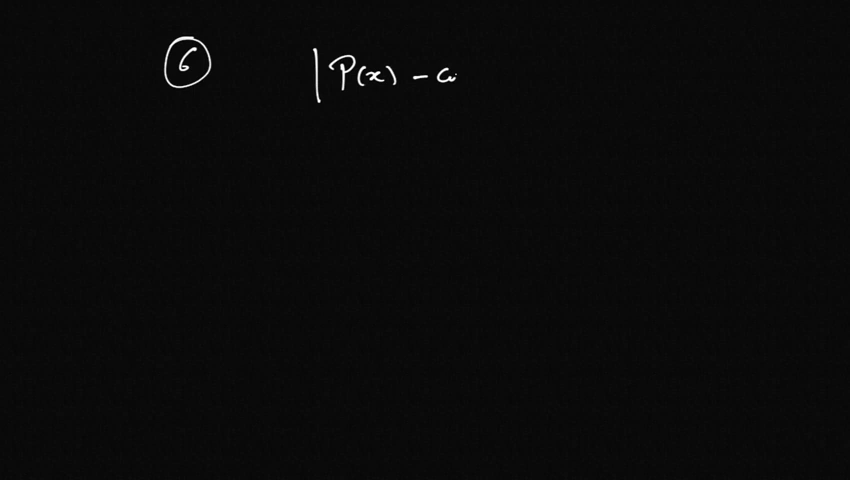 ⑥ | P(x) - a